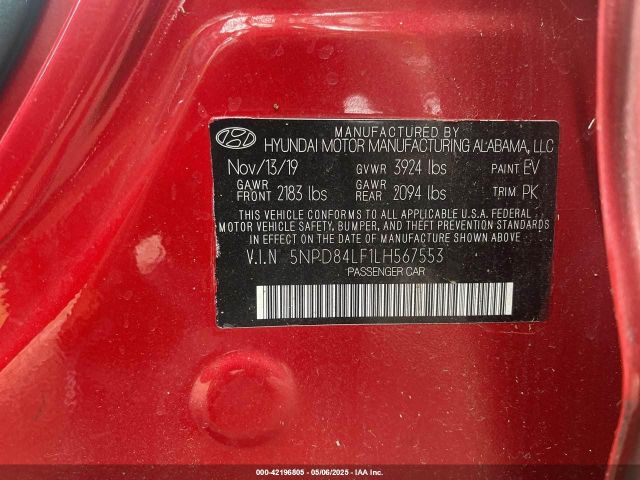 MANUFACTURED BY
HYUNDAI MOTOR MANUFACTURING ALABAMA, LLC
Nov/13/19 GVWR 3924 lbs PAINT EV
GAWR FRONT 2183 lbs GAWR REAR 2094 lbs TRIM PK
THIS VEHICLE CONFORMS TO ALL APPLICABLE U.S.A. FEDERAL
MOTOR VEHICLE SAFETY, BUMPER, AND THEFT PREVENTION STANDARDS
IN EFFECT ON THE DATE OF MANUFACTURE SHOWN ABOVE.
V.I.N 5NPD84LF1LH567553
PASSENGER CAR
000-42196805 - 05/06/2025 - IAA Inc.